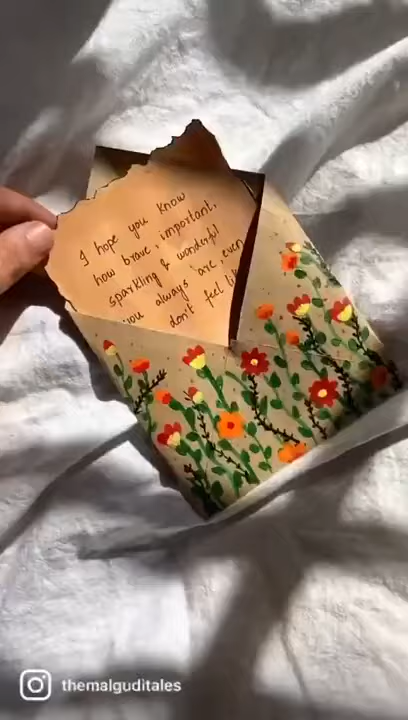 I hope you know
how brave, important,
sparkling & wonderful
you always are, even
don't feel
themalguditales